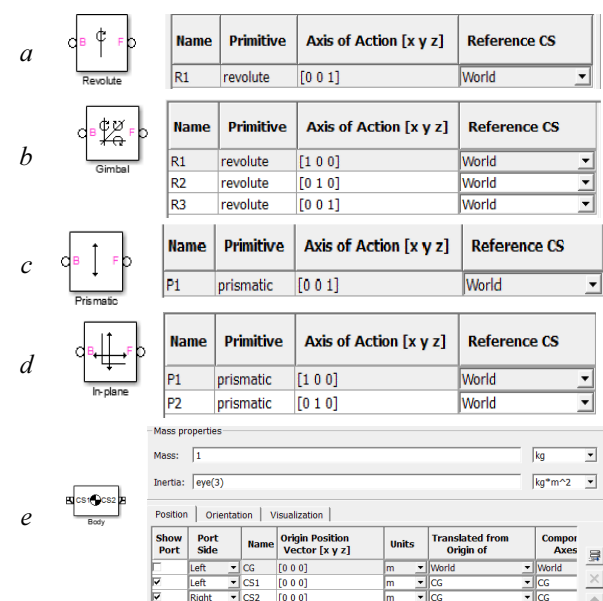 a
B F
Revolute
Name Primitive Axis of Action [x y z] Reference CS
R1 revolute [0 0 1] World
b
B F
Gimbal
Name Primitive Axis of Action [x y z] Reference CS
R1 revolute [1 0 0] World
R2 revolute [0 1 0] World
R3 revolute [0 0 1] World
c
B F
Prismatic
Name Primitive Axis of Action [x y z] Reference CS
P1 prismatic [0 0 1] World
d
B F
In-plane
Name Primitive Axis of Action [x y z] Reference CS
P1 prismatic [1 0 0] World
P2 prismatic [0 1 0] World
e
CS1 CS2
Body
Mass properties
Mass: 1 kg
Inertia: eye(3) kg*m^2
Position Orientation Visualization
Show Port Port Side Name Origin Position Vector [x y z] Units Translated from Origin of Compor Axes
Left CG [0 0 0] m World World
Left CS1 [0 0 0] m CG CG
Right CS2 [0 0 0] m CG CG